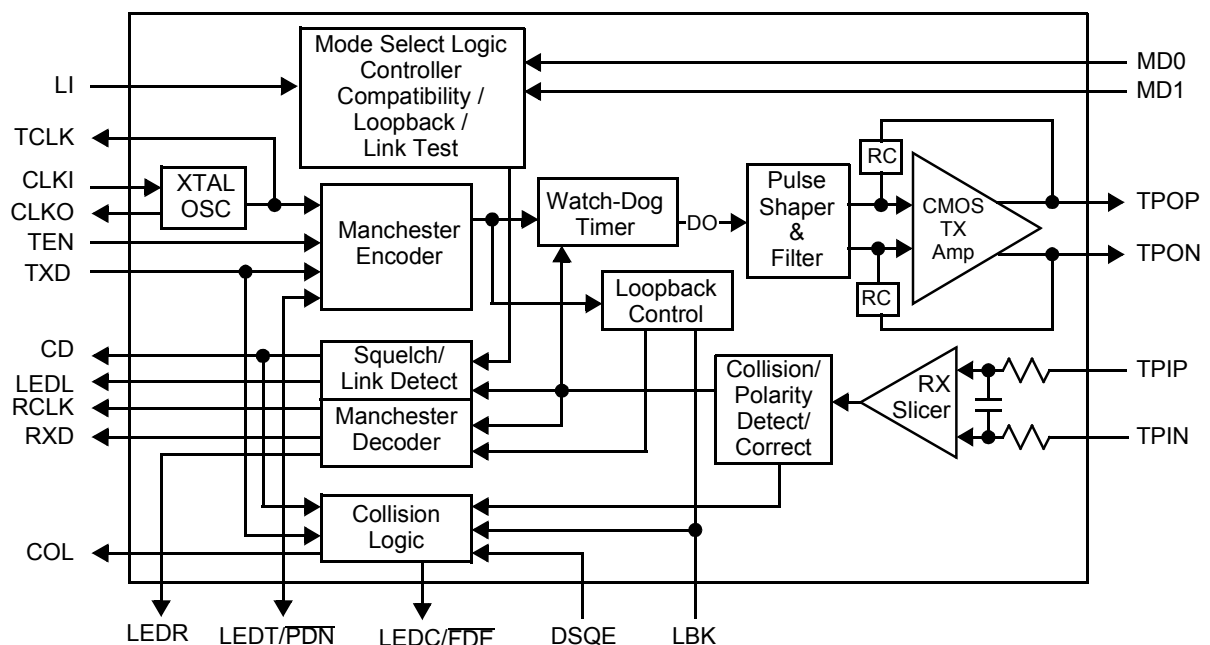 Mode Select Logic
Controller
Compatibility /
Loopback /
Link Test
LI
MD0
MD1
TCLK
CLKI
CLKO
XTAL
OSC
TEN
TXD
Manchester
Encoder
Watch-Dog
Timer
DO
Pulse
Shaper
&
Filter
RC
CMOS
TX
Amp
RC
TPOP
TPON
Loopback
Control
CD
LEDL
RCLK
RXD
Squelch/
Link Detect
Manchester
Decoder
Collision/
Polarity
Detect/
Correct
RX
Slicer
TPIP
TPIN
Collision
Logic
COL
LEDR
LEDT/PDN
LEDC/FDE
DSQE
LBK